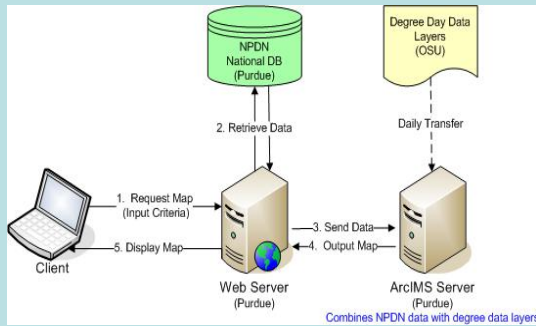 NPDN
National DB
(Purdue)
Degree Day Data
Layers
(OSU)
2. Retrieve Data
Daily Transfer
1. Request Map
(Input Criteria)
3. Send Data
5. Display Map
4. Output Map
Client
Web Server
(Purdue)
ArcIMS Server
(Purdue)
Combines NPDN data with degree data layers